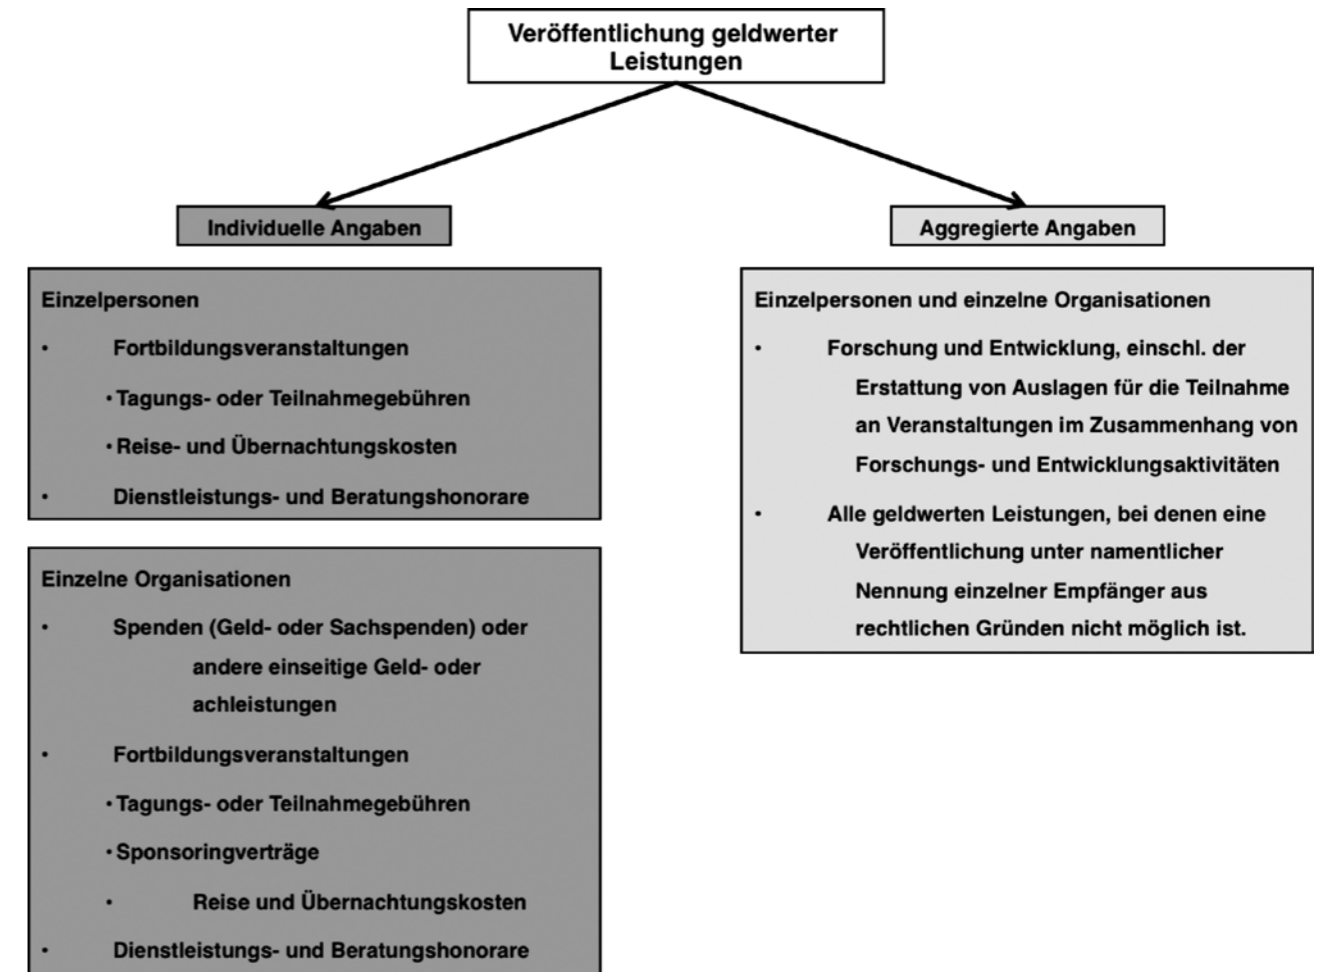 Veröffentlichung geldwerter
Leistungen
Individuelle Angaben
Aggregierte Angaben
Einzelpersonen
• Fortbildungsveranstaltungen
• Tagungs- oder Teilnahmegebühren
• Reise- und Übernachtungskosten
• Dienstleistungs- und Beratungshonorare
Einzelne Organisationen
• Spenden (Geld- oder Sachspenden) oder
andere einseitige Geld- oder
achleistungen
• Fortbildungsveranstaltungen
• Tagungs- oder Teilnahmegebühren
• Sponsoringverträge
• Reise und Übernachtungskosten
• Dienstleistungs- und Beratungshonorare
Einzelpersonen und einzelne Organisationen
• Forschung und Entwicklung, einschl. der
Erstattung von Auslagen für die Teilnahme
an Veranstaltungen im Zusammenhang von
Forschungs- und Entwicklungsaktivitäten
• Alle geldwerten Leistungen, bei denen eine
Veröffentlichung unter namentlicher
Nennung einzelner Empfänger aus
rechtlichen Gründen nicht möglich ist.